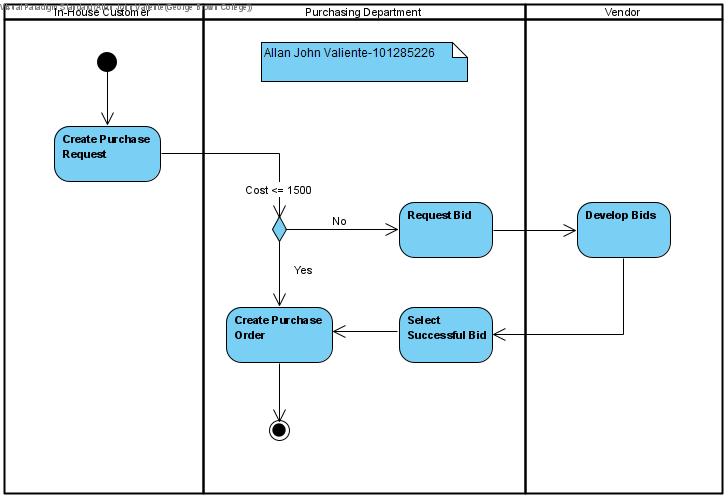 Visual Paradigm Standard(Allan John Valiente(George Brown College))
In-House Customer
Purchasing Department
Vendor
Allan John Valiente-101285226
Create Purchase
Request
Cost <= 1500
No
Request Bid
Develop Bids
Yes
Create Purchase
Order
Select
Successful Bid